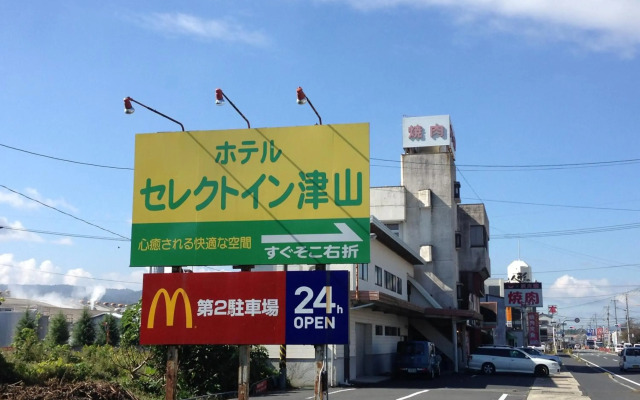 ホテル
セレクトイン津山
心癒される快適な空間
すぐそこ右折
第2駐車場
24h
OPEN
焼肉
焼肉